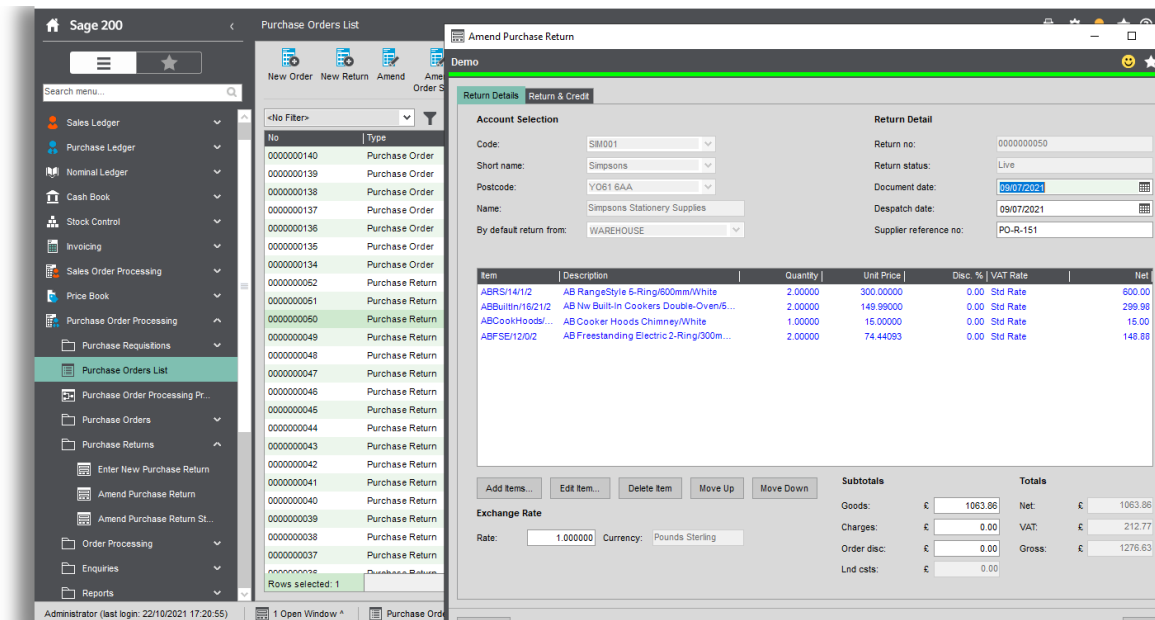 Sage 200
Search menu...
Sales Ledger
Purchase Ledger
Nominal Ledger
Cash Book
Stock Control
Invoicing
Sales Order Processing
Price Book
Purchase Order Processing
Purchase Requisitions
Purchase Orders List
Purchase Order Processing Pr...
Purchase Orders
Purchase Returns
Enter New Purchase Return
Amend Purchase Return
Amend Purchase Return St...
Order Processing
Enquiries
Reports
Purchase Orders List
New Order New Return Amend
Order S
<No Filter>
No Type
0000000140 Purchase Order
0000000139 Purchase Order
0000000138 Purchase Order
0000000137 Purchase Order
0000000136 Purchase Order
0000000135 Purchase Order
0000000134 Purchase Order
0000000052 Purchase Return
0000000051 Purchase Return
0000000050 Purchase Return
0000000049 Purchase Return
0000000048 Purchase Return
0000000047 Purchase Return
0000000046 Purchase Return
0000000045 Purchase Return
0000000044 Purchase Return
0000000043 Purchase Return
0000000042 Purchase Return
0000000041 Purchase Return
0000000040 Purchase Return
0000000039 Purchase Return
0000000038 Purchase Return
0000000037 Purchase Return
Rows selected: 1
Amend Purchase Return
Demo
Return Details Return & Credit
Account Selection
Code: SIM001
Short name: Simpsons
Postcode: YO61 6AA
Name: Simpsons Stationery Supplies
By default return from: WAREHOUSE
Return Detail
Return no: 0000000050
Return status: Live
Document date: 09/07/2021
Despatch date: 09/07/2021
Supplier reference no: PO-R-151
Item Description Quantity Unit Price Disc. % VAT Rate Net
ABRS/14/1/2 AB RangeStyle 5-Ring/600mm/White 2.00000 300.00000 0.00 Std Rate 600.00
ABBuiltIn/16/21/2 AB Nw Built-In Cookers Double-Oven/5... 2.00000 149.99000 0.00 Std Rate 299.98
ABCookHoods/... AB Cooker Hoods Chimney/White 1.00000 15.00000 0.00 Std Rate 15.00
ABFSE/12/0/2 AB Freestanding Electric 2-Ring/300m... 2.00000 74.44093 0.00 Std Rate 148.88
Add Items... Edit Item... Delete Item Move Up Move Down
Exchange Rate
Rate: 1.000000 Currency: Pounds Sterling
Subtotals
Goods: £ 1063.86
Charges: £ 0.00
Order disc: £ 0.00
Lnd csts: £ 0.00
Totals
Net: £ 1063.86
VAT: £ 212.77
Gross: £ 1276.63
Administrator (last login: 22/10/2021 17:20:55) 1 Open Window ^ Purchase Orde